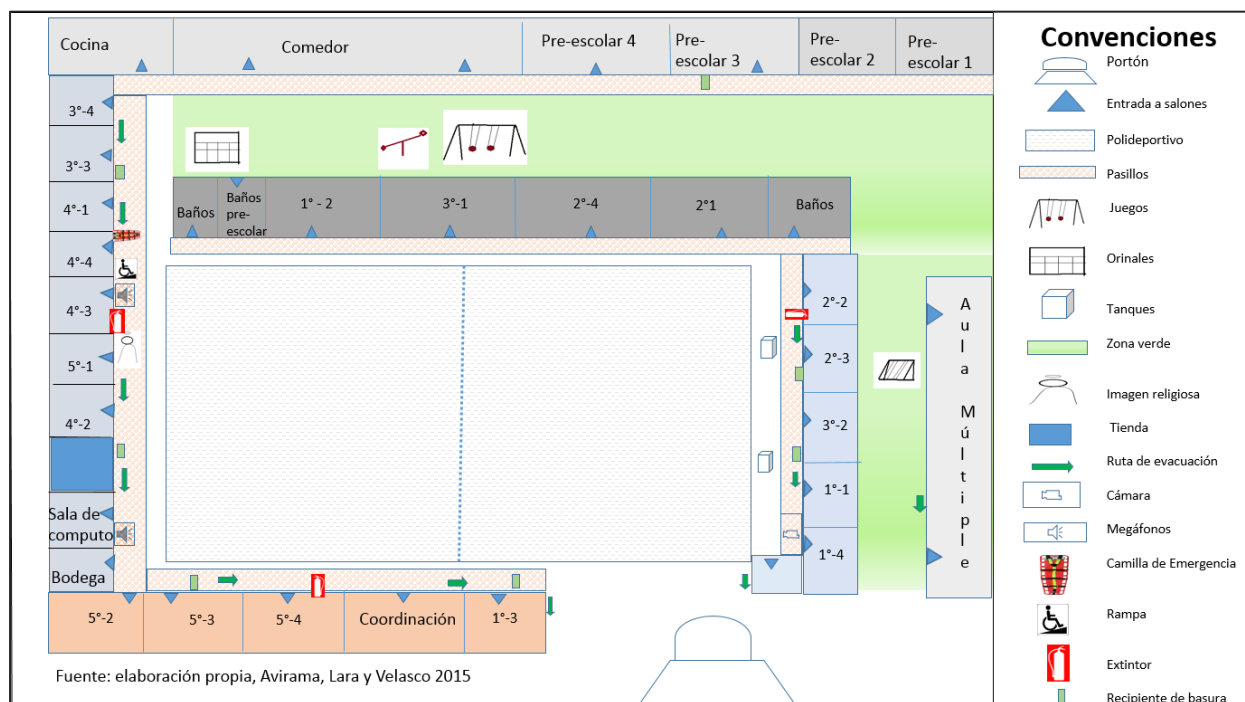 Cocina
Comedor
Pre-escolar 4
Pre-
escolar 3
Pre-
escolar 2
Pre-
escolar 1
3°-4
3°-3
4°-1
4°-4
4°-3
5°-1
4°-2
Sala de
computo
Bodega
Baños
Baños
pre-
escolar
1° - 2
3°-1
2°-4
2°1
Baños
2°-2
2°-3
3°-2
1°-1
1°-4
Aula Múltiple
5°-2
5°-3
5°-4
Coordinación
1°-3
Fuente: elaboración propia, Avirama, Lara y Velasco 2015
Convenciones
Portón
Entrada a salones
Polideportivo
Pasillos
Juegos
Orinales
Tanques
Zona verde
Imagen religiosa
Tienda
Ruta de evacuación
Cámara
Megáfonos
Camilla de Emergencia
Rampa
Extintor
Recipiente de basura